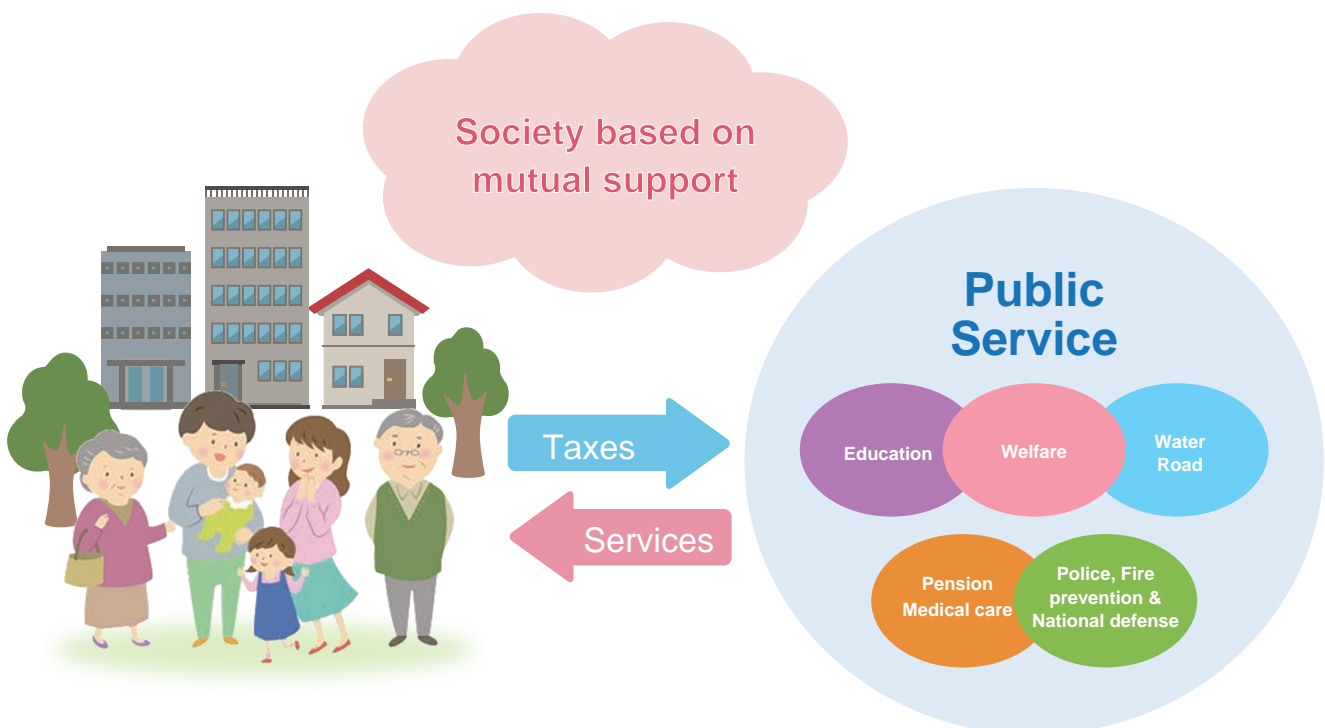 Society based on
mutual support
Public
Service
Taxes
Services
Education
Welfare
Water
Road
Pension
Medical care
Police, Fire
prevention &
National defense